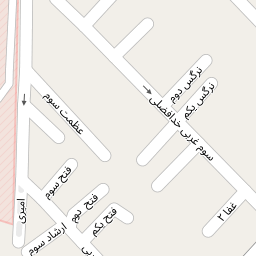 نرگس دوم
نرگس یکم
سوم غربی خدافضلی
عظمت سوم
فتح سوم
فتح دوم
فتح یکم
امیری
ارشاد سوم
عفا ۲